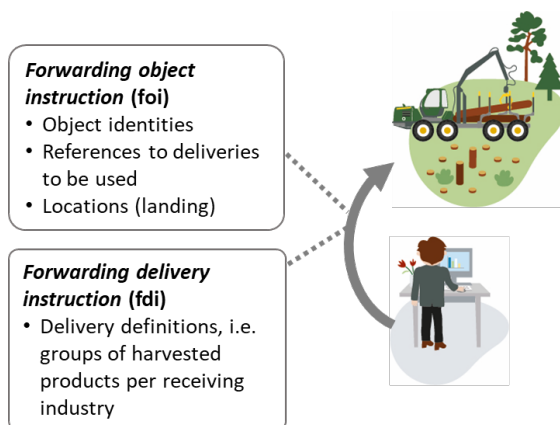 Forwarding object
instruction (foi)
• Object identities
• References to deliveries
to be used
• Locations (landing)
Forwarding delivery
instruction (fdi)
• Delivery definitions, i.e.
groups of harvested
products per receiving
industry